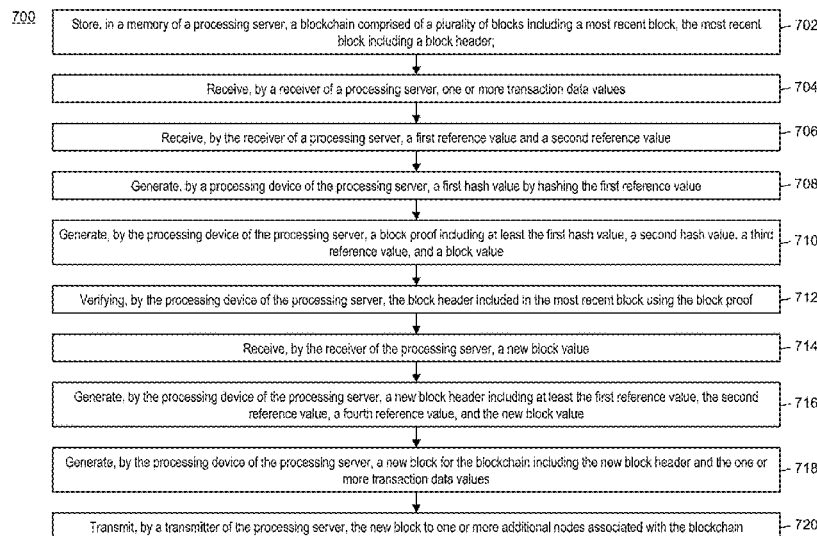 700
Store, in a memory of a processing server, a blockchain comprised of a plurality of blocks including a most recent block, the most recent
block including a block header;
702
Receive, by a receiver of a processing server, one or more transaction data values
704
Receive, by the receiver of a processing server, a first reference value and a second reference value
706
Generate, by a processing device of the processing server, a first hash value by hashing the first reference value
708
Generate, by the processing device of the processing server, a block proof including at least the first hash value, a second hash value, a third
reference value, and a block value
710
Verifying, by the processing device of the processing server, the block header included in the most recent block using the block proof
712
Receive, by the receiver of the processing server, a new block value
714
Generate, by the processing device of the processing server, a new block header including at least the first reference value, the second
reference value, a fourth reference value, and the new block value
716
Generate, by the processing device of the processing server, a new block for the blockchain including the new block header and the one or
more transaction data values
718
Transmit, by a transmitter of the processing server, the new block to one or more additional nodes associated with the blockchain
720